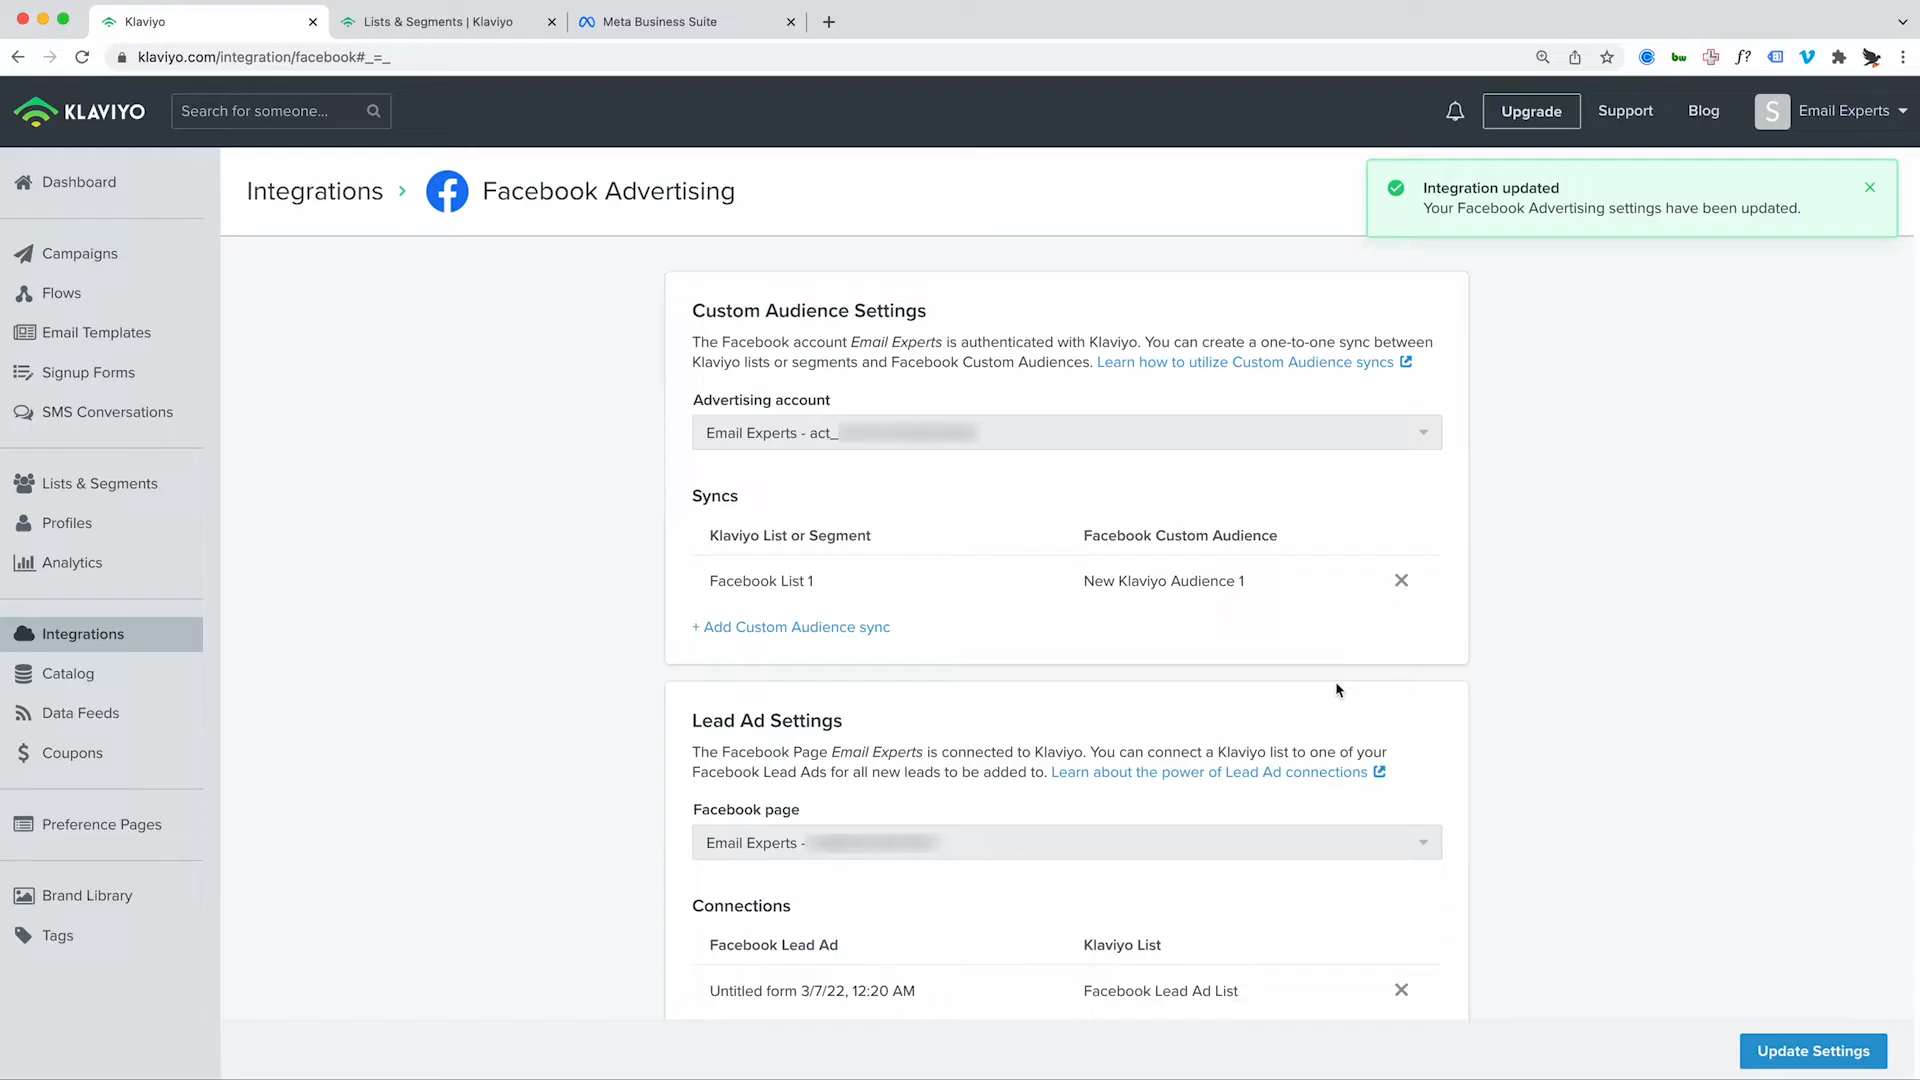 Klaviyo
Lists & Segments | Klaviyo
Meta Business Suite
klaviyo.com/integration/facebook#_=_
bw
f?
KLAVIYO
Search for someone...
Upgrade
Support
Blog
S
Email Experts
Dashboard
Campaigns
Flows
Email Templates
Signup Forms
SMS Conversations
Lists & Segments
Profiles
Analytics
Integrations
Catalog
Data Feeds
Coupons
Preference Pages
Brand Library
Tags
Integrations > Facebook Advertising
Integration updated
Your Facebook Advertising settings have been updated.
Custom Audience Settings
The Facebook account Email Experts is authenticated with Klaviyo. You can create a one-to-one sync between
Klaviyo lists or segments and Facebook Custom Audiences. Learn how to utilize Custom Audience syncs
Advertising account
Email Experts - act_
Syncs
Klaviyo List or Segment
Facebook Custom Audience
Facebook List 1
New Klaviyo Audience 1
+ Add Custom Audience sync
Lead Ad Settings
The Facebook Page Email Experts is connected to Klaviyo. You can connect a Klaviyo list to one of your
Facebook Lead Ads for all new leads to be added to. Learn about the power of Lead Ad connections
Facebook page
Email Experts -
Connections
Facebook Lead Ad
Klaviyo List
Untitled form 3/7/22, 12:20 AM
Facebook Lead Ad List
Update Settings